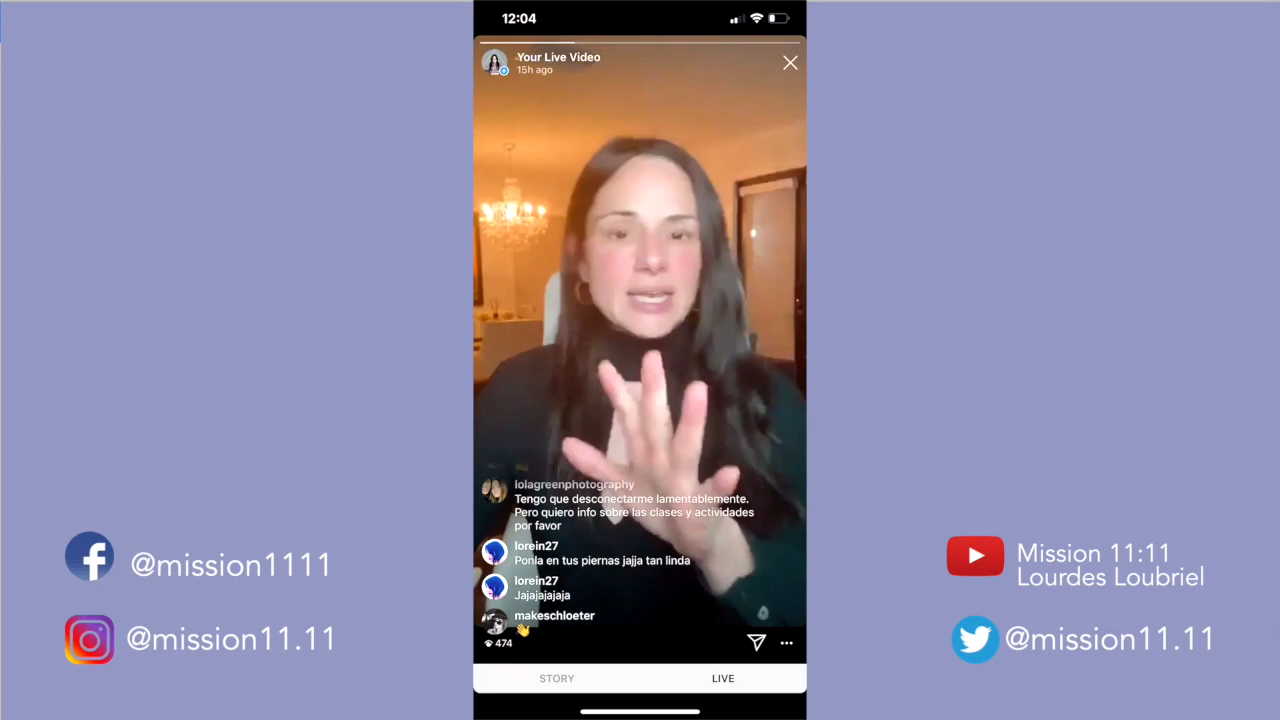 12:04
Your Live Video
15h ago
lolagreenphotography
Tengo que desconectarme lamentablemente.
Pero quiero info sobre las clases y actividades
por favor
lorein27
Ponla en tus piernas jajja tan linda
lorein27
Jajajajajaja
makeschloeter
👋
474
STORY
LIVE
@mission1111
@mission11.11
Mission 11:11
Lourdes Loubriel
@mission11.11